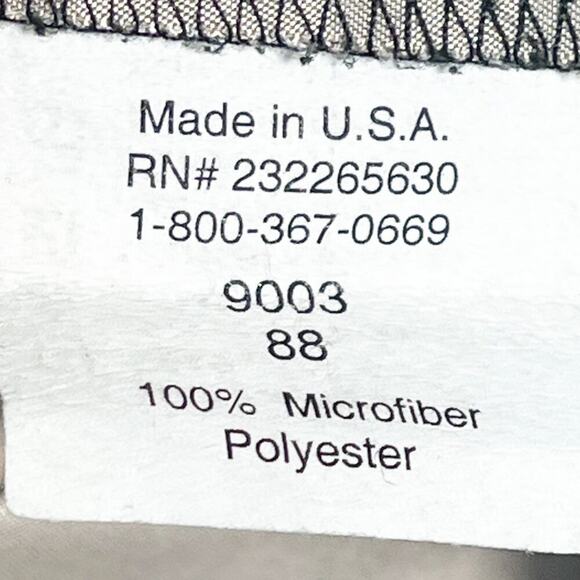 Made in U.S.A.
RN# 232265630
1-800-367-0669
9003
88
100% Microfiber
Polyester